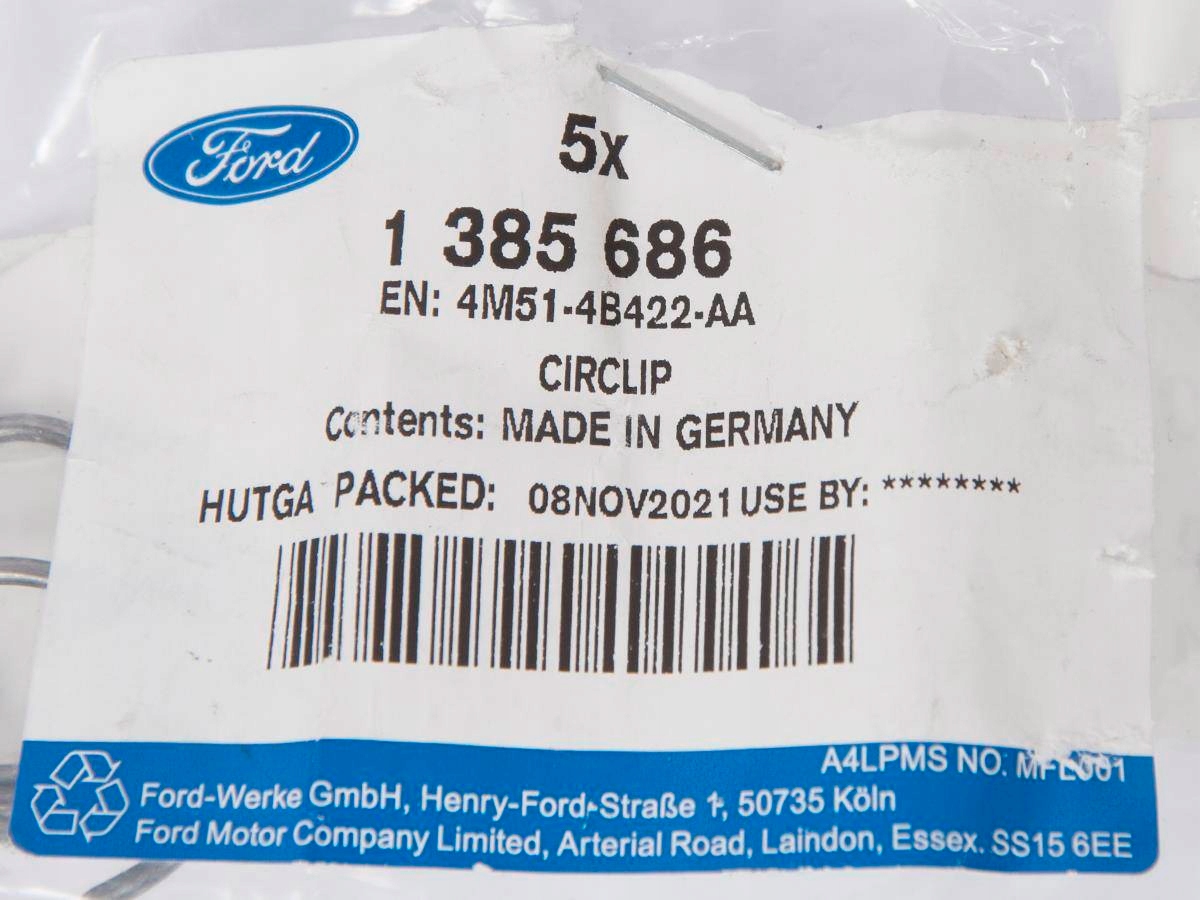 Ford
5x
1 385 686
EN: 4M51-4B422-AA
CIRCLIP
Contents: MADE IN GERMANY
HUTGA PACKED: 08NOV2021 USE BY: ********
A4LPMS NO: MFL001
Ford-Werke GmbH, Henry-Ford-Straße 1, 50735 Köln
Ford Motor Company Limited, Arterial Road, Laindon, Essex. SS15 6EE